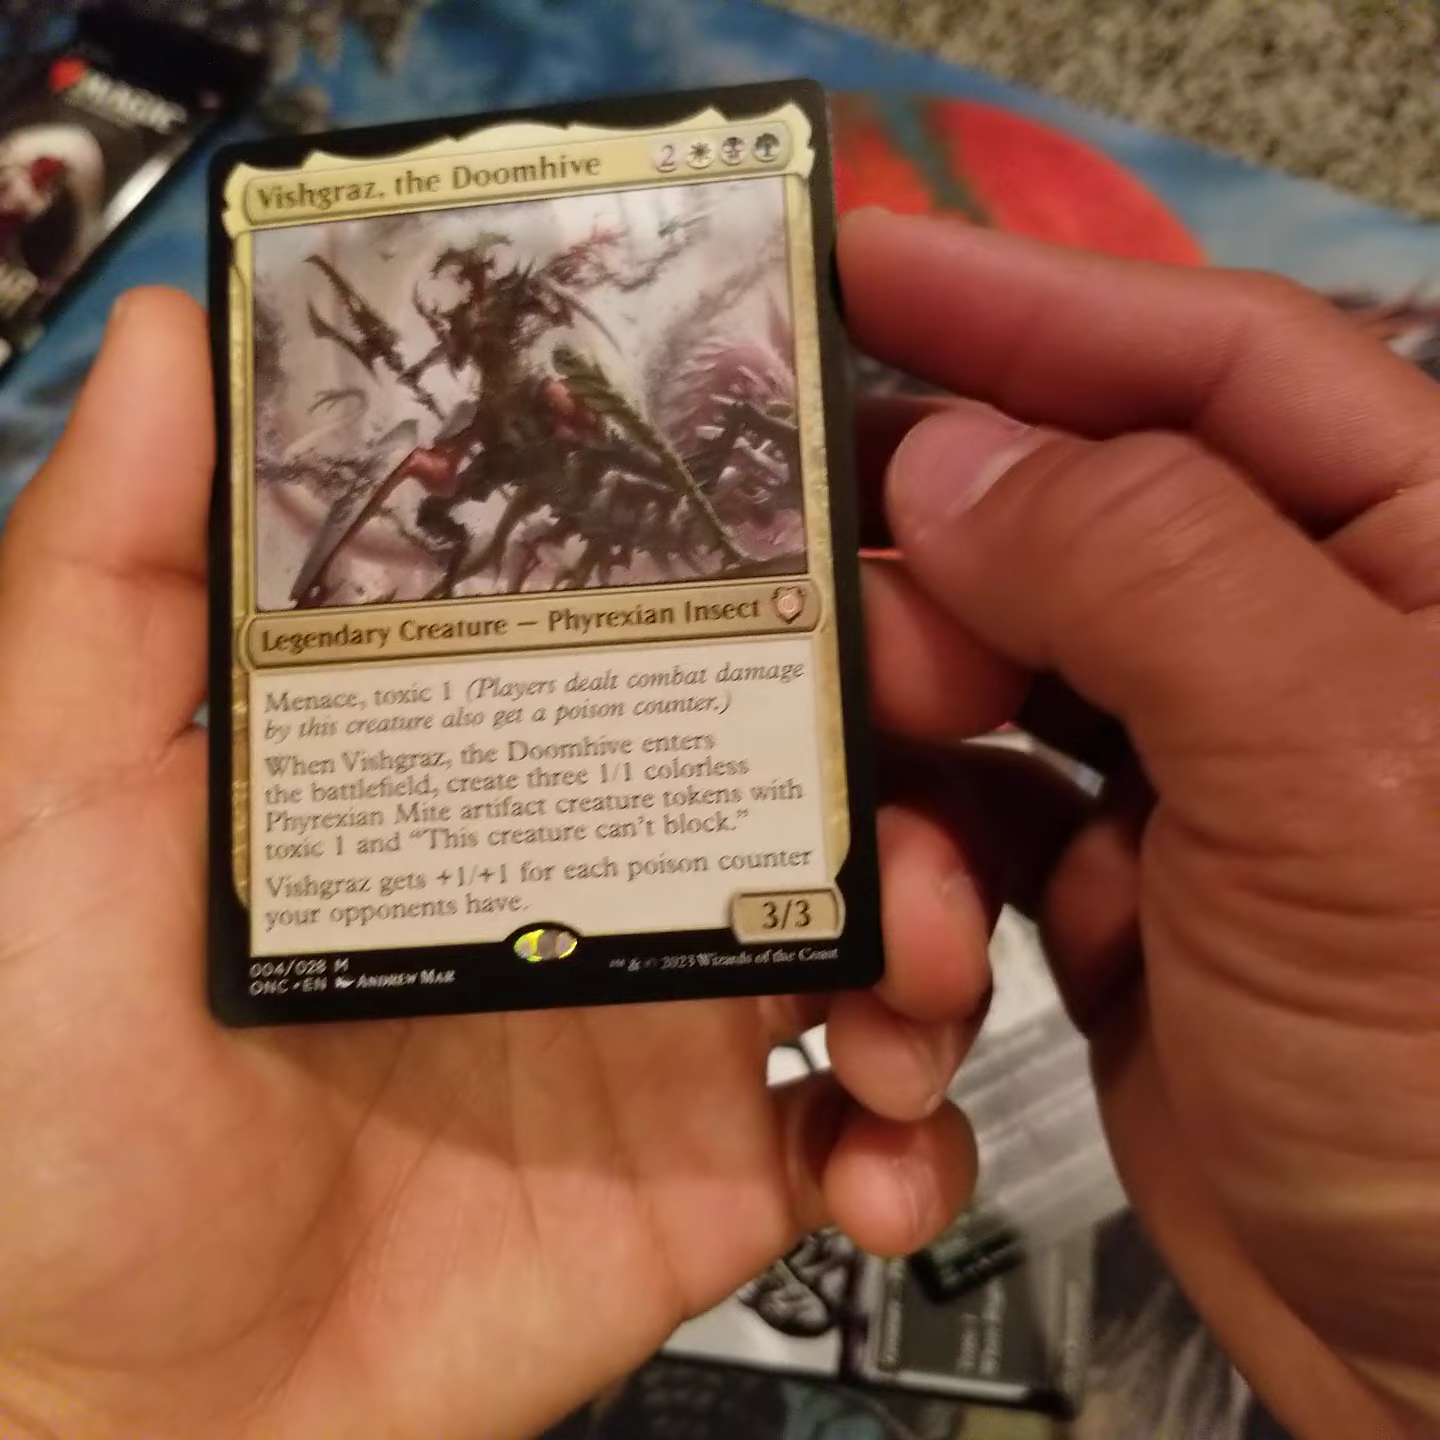 MAGIC
Vishgraz, the Doomhive 2
Legendary Creature — Phyrexian Insect
Menace, toxic 1 (Players dealt combat damage
by this creature also get a poison counter.)
When Vishgraz, the Doomhive enters
the battlefield, create three 1/1 colorless
Phyrexian Mite artifact creature tokens with
toxic 1 and “This creature can't block.”
Vishgraz gets +1/+1 for each poison counter
your opponents have.
3/3
004/028 M
ONC • EN ANDREW MAR
™ & © 2023 Wizards of the Coast